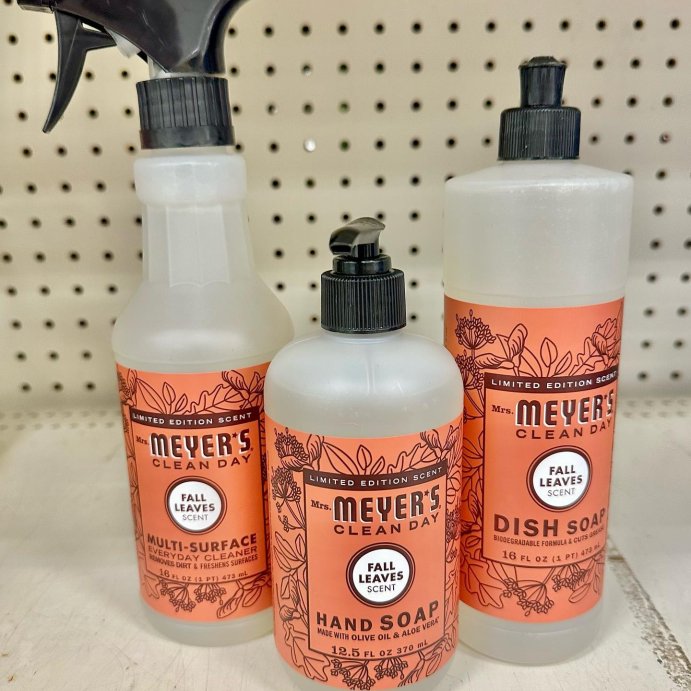 LIMITED EDITION SCENT
Mrs.
MEYER'S
CLEAN DAY
FALL
LEAVES
SCENT
MULTI-SURFACE
EVERYDAY CLEANER
REMOVES DIRT & FRESHENS SURFACES
16 FL OZ (1 PT) 473 mL
LIMITED EDITION SCENT
Mrs.
MEYER'S
CLEAN DAY
FALL
LEAVES
SCENT
HAND SOAP
MADE WITH OLIVE OIL & ALOE VERA
12.5 FL OZ 370 mL
LIMITED EDITION SCENT
Mrs.
MEYER'S
CLEAN DAY
FALL
LEAVES
SCENT
DISH SOAP
BIODEGRADABLE FORMULA & CUTS GREASE
16 FL OZ (1 PT) 473 mL